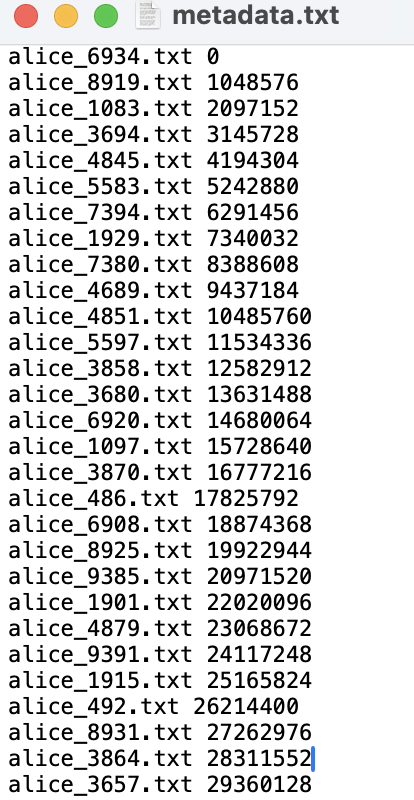 metadata.txt
alice_6934.txt 0
alice_8919.txt 1048576
alice_1083.txt 2097152
alice_3694.txt 3145728
alice_4845.txt 4194304
alice_5583.txt 5242880
alice_7394.txt 6291456
alice_1929.txt 7340032
alice_7380.txt 8388608
alice_4689.txt 9437184
alice_4851.txt 10485760
alice_5597.txt 11534336
alice_3858.txt 12582912
alice_3680.txt 13631488
alice_6920.txt 14680064
alice_1097.txt 15728640
alice_3870.txt 16777216
alice_486.txt 17825792
alice_6908.txt 18874368
alice_8925.txt 19922944
alice_9385.txt 20971520
alice_1901.txt 22020096
alice_4879.txt 23068672
alice_9391.txt 24117248
alice_1915.txt 25165824
alice_492.txt 26214400
alice_8931.txt 27262976
alice_3864.txt 28311552
alice_3657.txt 29360128